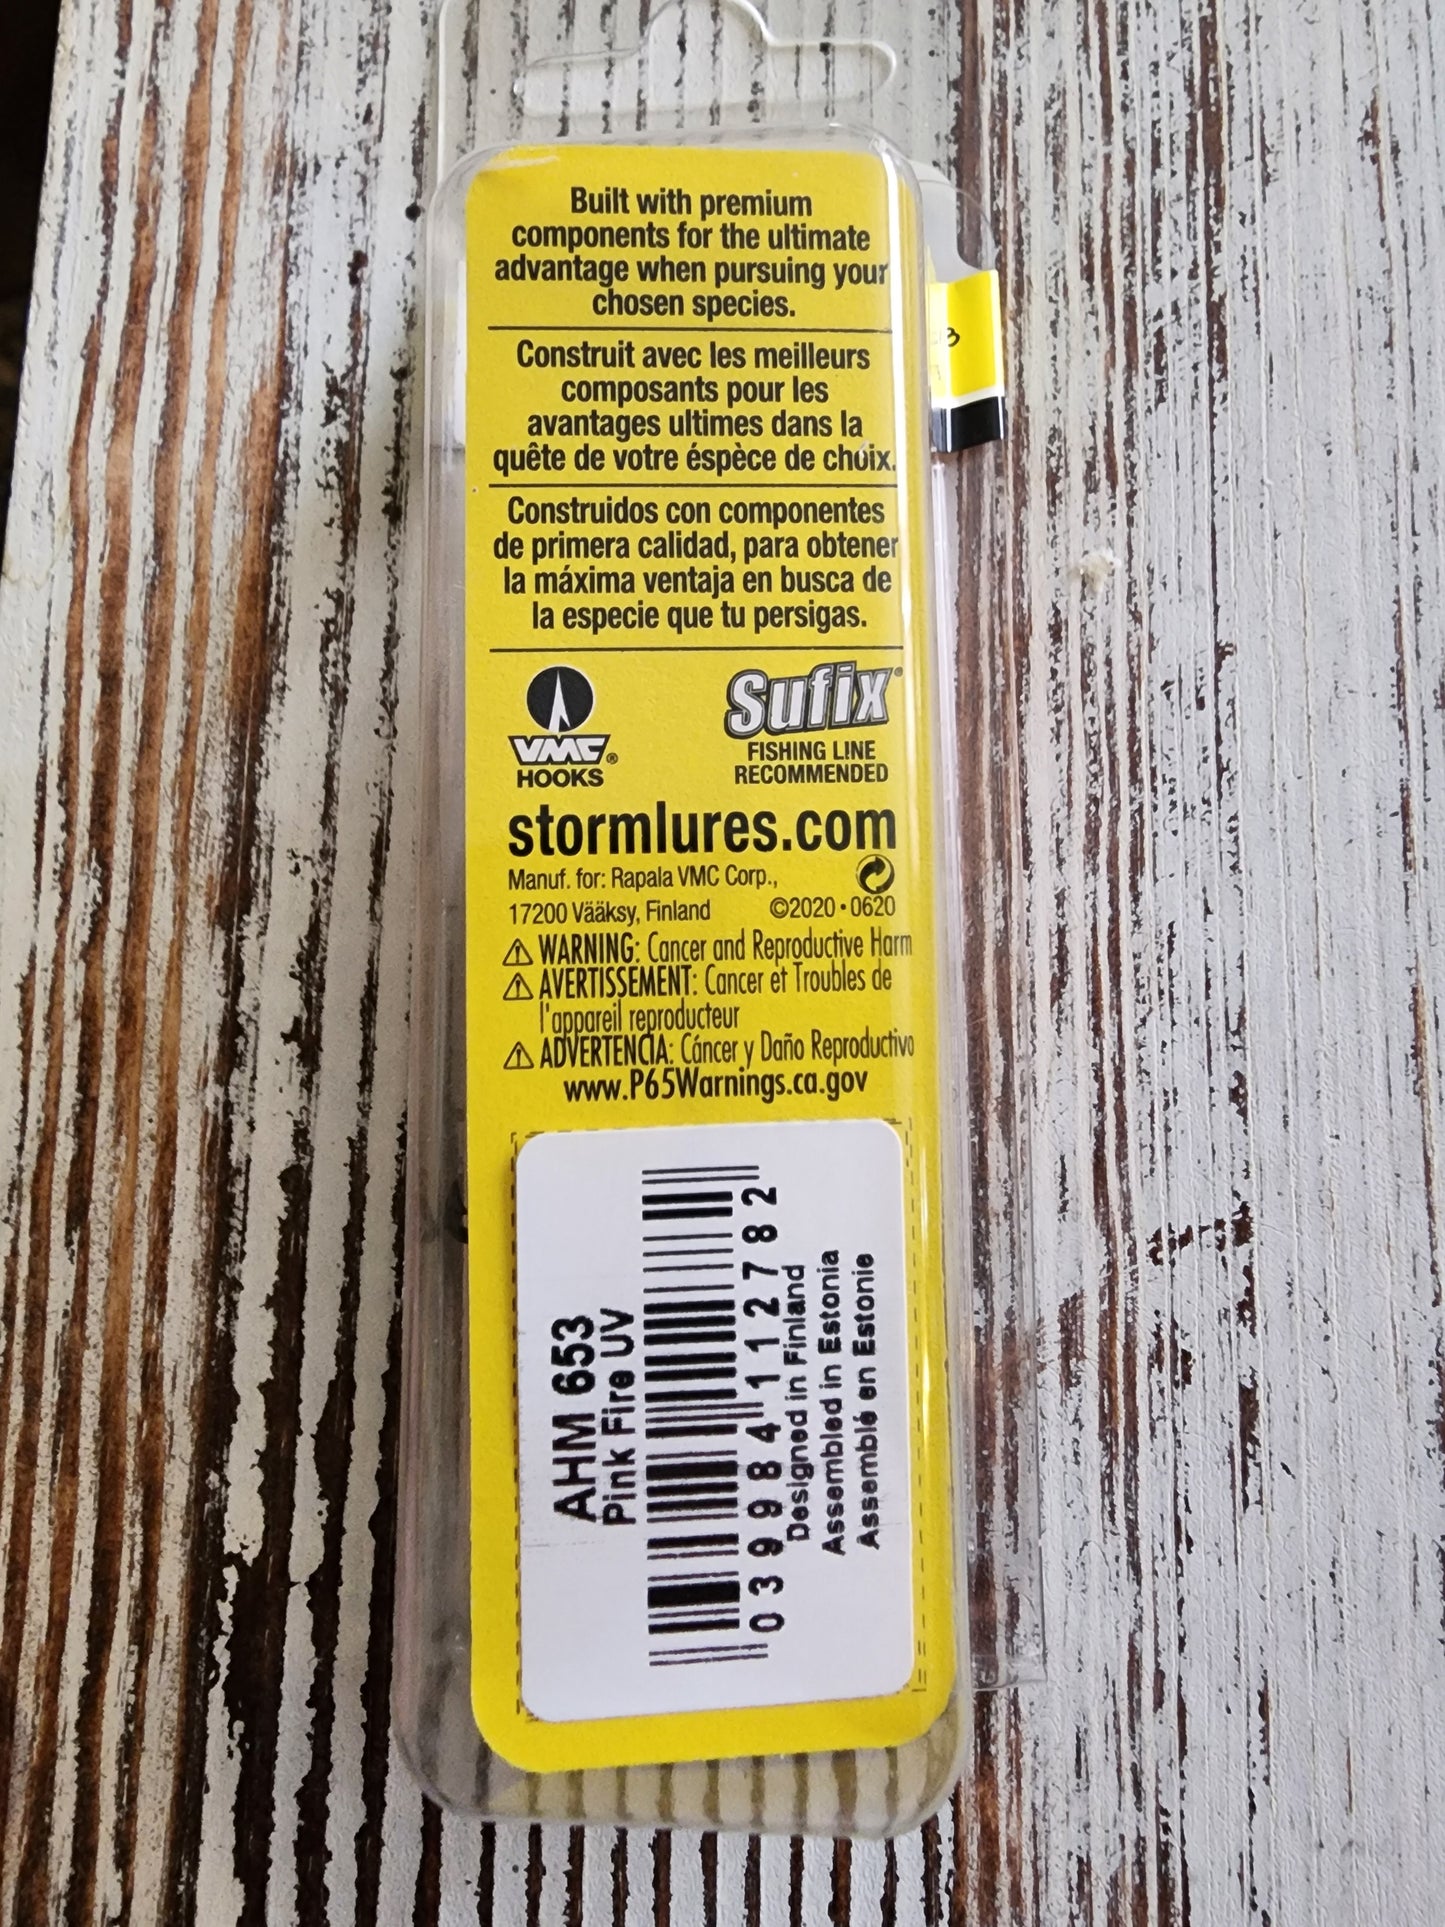 Built with premium
components for the ultimate
advantage when pursuing your
chosen species.
Construit avec les meilleurs
composants pour les
avantages ultimes dans la
quête de votre éspèce de choix.
Construidos con componentes
de primera calidad, para obtener
la máxima ventaja en busca de
la especie que tu persigas.
VMC®
HOOKS
Sufix®
FISHING LINE
RECOMMENDED
stormlures.com
Manuf. for: Rapala VMC Corp.,
17200 Vääksy, Finland ©2020 • 0620
⚠ WARNING: Cancer and Reproductive Harm
⚠ AVERTISSEMENT: Cancer et Troubles de
l'appareil reproducteur
⚠ ADVERTENCIA: Cáncer y Daño Reproductivo
www.P65Warnings.ca.gov
AHM 653
Pink Fire UV
0 39984 11278 2
Designed in Finland
Assembled in Estonia
Assemblé en Estonie